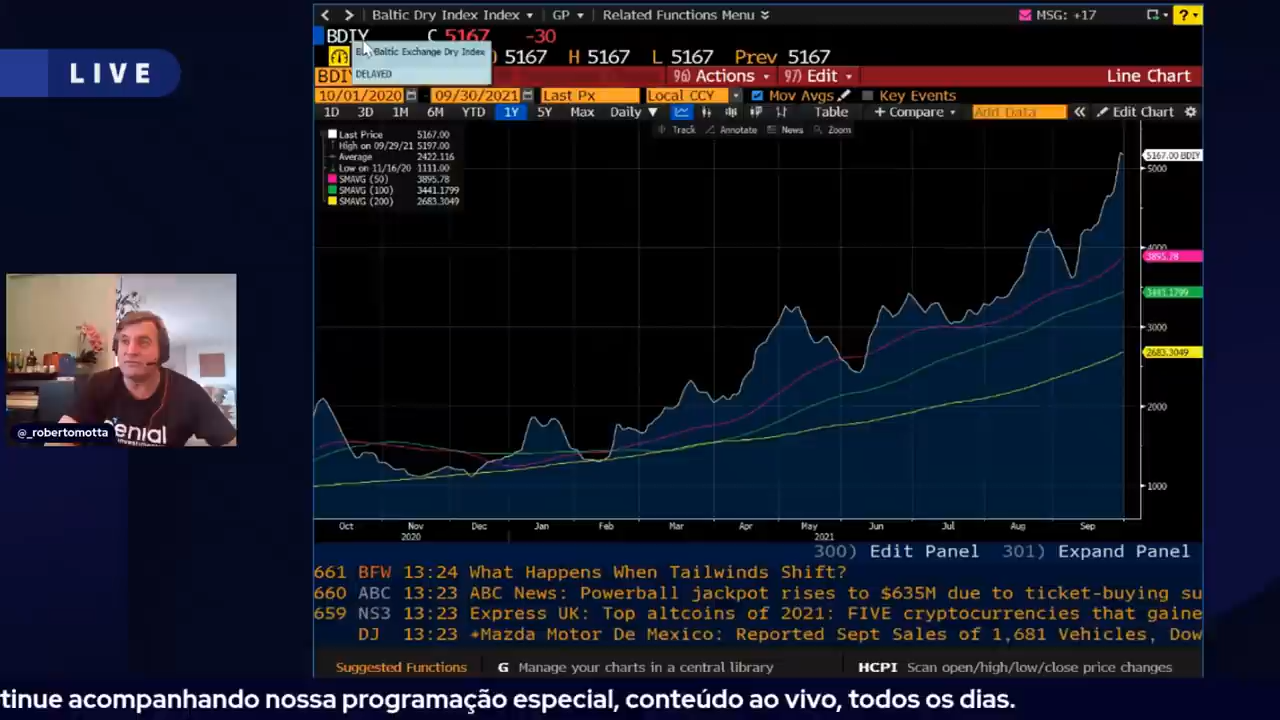 Baltic Dry Index Index GP Related Functions Menu MSG: +17 ?
LIVE
BDIY C 5167 -30
Baltic Exchange Dry Index
DELAYED
5167 H 5167 L 5167 Prev 5167
BDI 96) Actions 97) Edit Line Chart
10/01/2020 - 09/30/2021 Last Px Local CCY Mov Avgs Key Events
1D 3D 1M 6M YTD 1Y 5Y Max Daily Table + Compare Add Data « Edit Chart
Track Annotate News Zoom
Last Price 5167.00
High on 09/29/21 5197.00
Average 2422.116
Low on 11/16/20 1111.00
SMAVG (50) 3895.78
SMAVG (100) 3441.1799
SMAVG (200) 2683.3049
5167.00 BDIY
5000
4000
3895.78
3441.1799
3000
2683.3049
2000
1000
@_robertomotta
genial
Oct Nov Dec Jan Feb Mar Apr May Jun Jul Aug Sep
2020 2021
300) Edit Panel 301) Expand Panel
661 BFW 13:24 What Happens When Tailwinds Shift?
660 ABC 13:23 ABC News: Powerball jackpot rises to $635M due to ticket-buying su
659 NS3 13:23 Express UK: Top altcoins of 2021: FIVE cryptocurrencies that gaine
DJ 13:23 *Mazda Motor De Mexico: Reported Sept Sales of 1,681 Vehicles, Dow
Suggested Functions G Manage your charts in a central library HCPI Scan open/high/low/close price changes
tinue acompanhando nossa programação especial, conteúdo ao vivo, todos os dias.